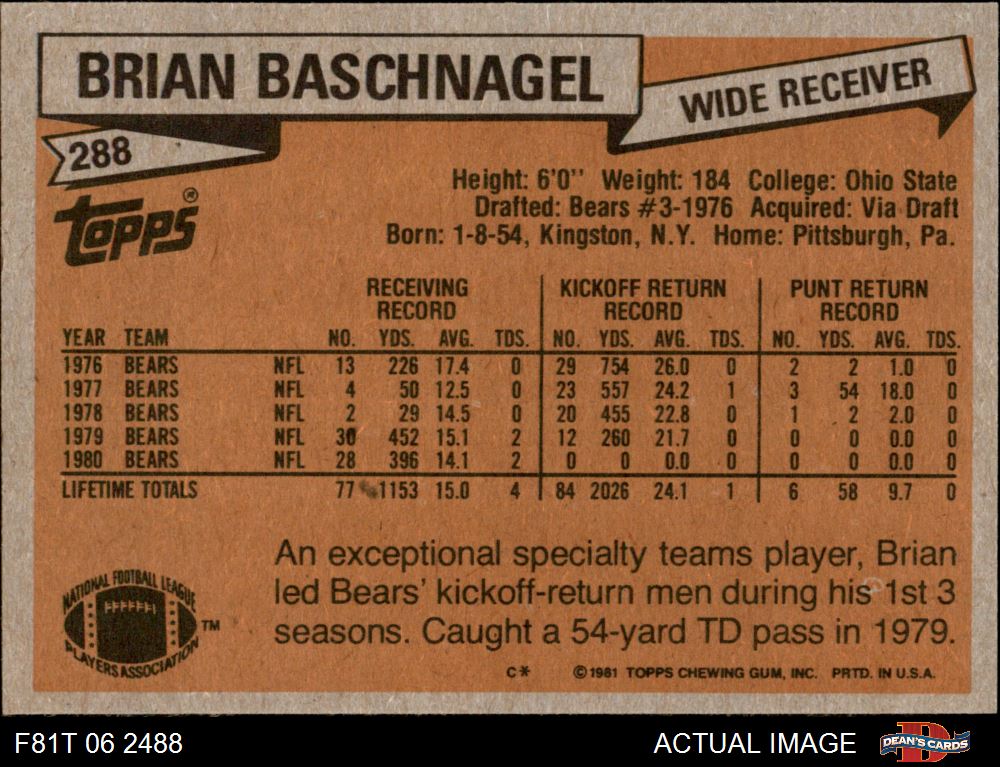 BRIAN BASCHNAGEL
WIDE RECEIVER
288
topps ®
Height: 6'0" Weight: 184 College: Ohio State
Drafted: Bears #3-1976 Acquired: Via Draft
Born: 1-8-54, Kingston, N.Y. Home: Pittsburgh, Pa.
RECEIVING RECORD KICKOFF RETURN RECORD PUNT RETURN RECORD
YEAR TEAM NO. YDS. AVG. TDS. NO. YDS. AVG. TDS. NO. YDS. AVG. TDS.
1976 BEARS NFL 13 226 17.4 0 29 754 26.0 0 2 2 1.0 0
1977 BEARS NFL 4 50 12.5 0 23 557 24.2 1 3 54 18.0 0
1978 BEARS NFL 2 29 14.5 0 20 455 22.8 0 1 2 2.0 0
1979 BEARS NFL 30 452 15.1 2 12 260 21.7 0 0 0 0.0 0
1980 BEARS NFL 28 396 14.1 2 0 0 0.0 0 0 0 0.0 0
LIFETIME TOTALS 77 1153 15.0 4 84 2026 24.1 1 6 58 9.7 0
An exceptional specialty teams player, Brian
led Bears' kickoff-return men during his 1st 3
seasons. Caught a 54-yard TD pass in 1979.
NATIONAL FOOTBALL LEAGUE
PLAYERS ASSOCIATION
TM
C* © 1981 TOPPS CHEWING GUM, INC. PRTD. IN U.S.A.
F81T 06 2488
ACTUAL IMAGE
D
DEAN'S CARDS